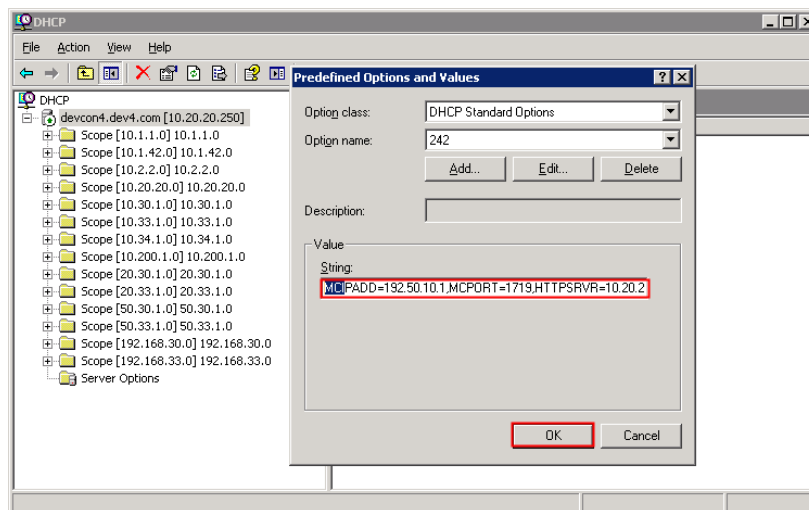 DHCP
File Action View Help
DHCP
devcon4.dev4.com [10.20.20.250]
Scope [10.1.1.0] 10.1.1.0
Scope [10.1.42.0] 10.1.42.0
Scope [10.2.2.0] 10.2.2.0
Scope [10.20.20.0] 10.20.20.0
Scope [10.30.1.0] 10.30.1.0
Scope [10.33.1.0] 10.33.1.0
Scope [10.34.1.0] 10.34.1.0
Scope [10.200.1.0] 10.200.1.0
Scope [20.30.1.0] 20.30.1.0
Scope [20.33.1.0] 20.33.1.0
Scope [50.30.1.0] 50.30.1.0
Scope [50.33.1.0] 50.33.1.0
Scope [192.168.30.0] 192.168.30.0
Scope [192.168.33.0] 192.168.33.0
Server Options
Predefined Options and Values
Option class: DHCP Standard Options
Option name: 242
Add... Edit... Delete
Description:
Value
String:
MCIPADD=192.50.10.1,MCPORT=1719,HTTPSRVR=10.20.2
OK Cancel